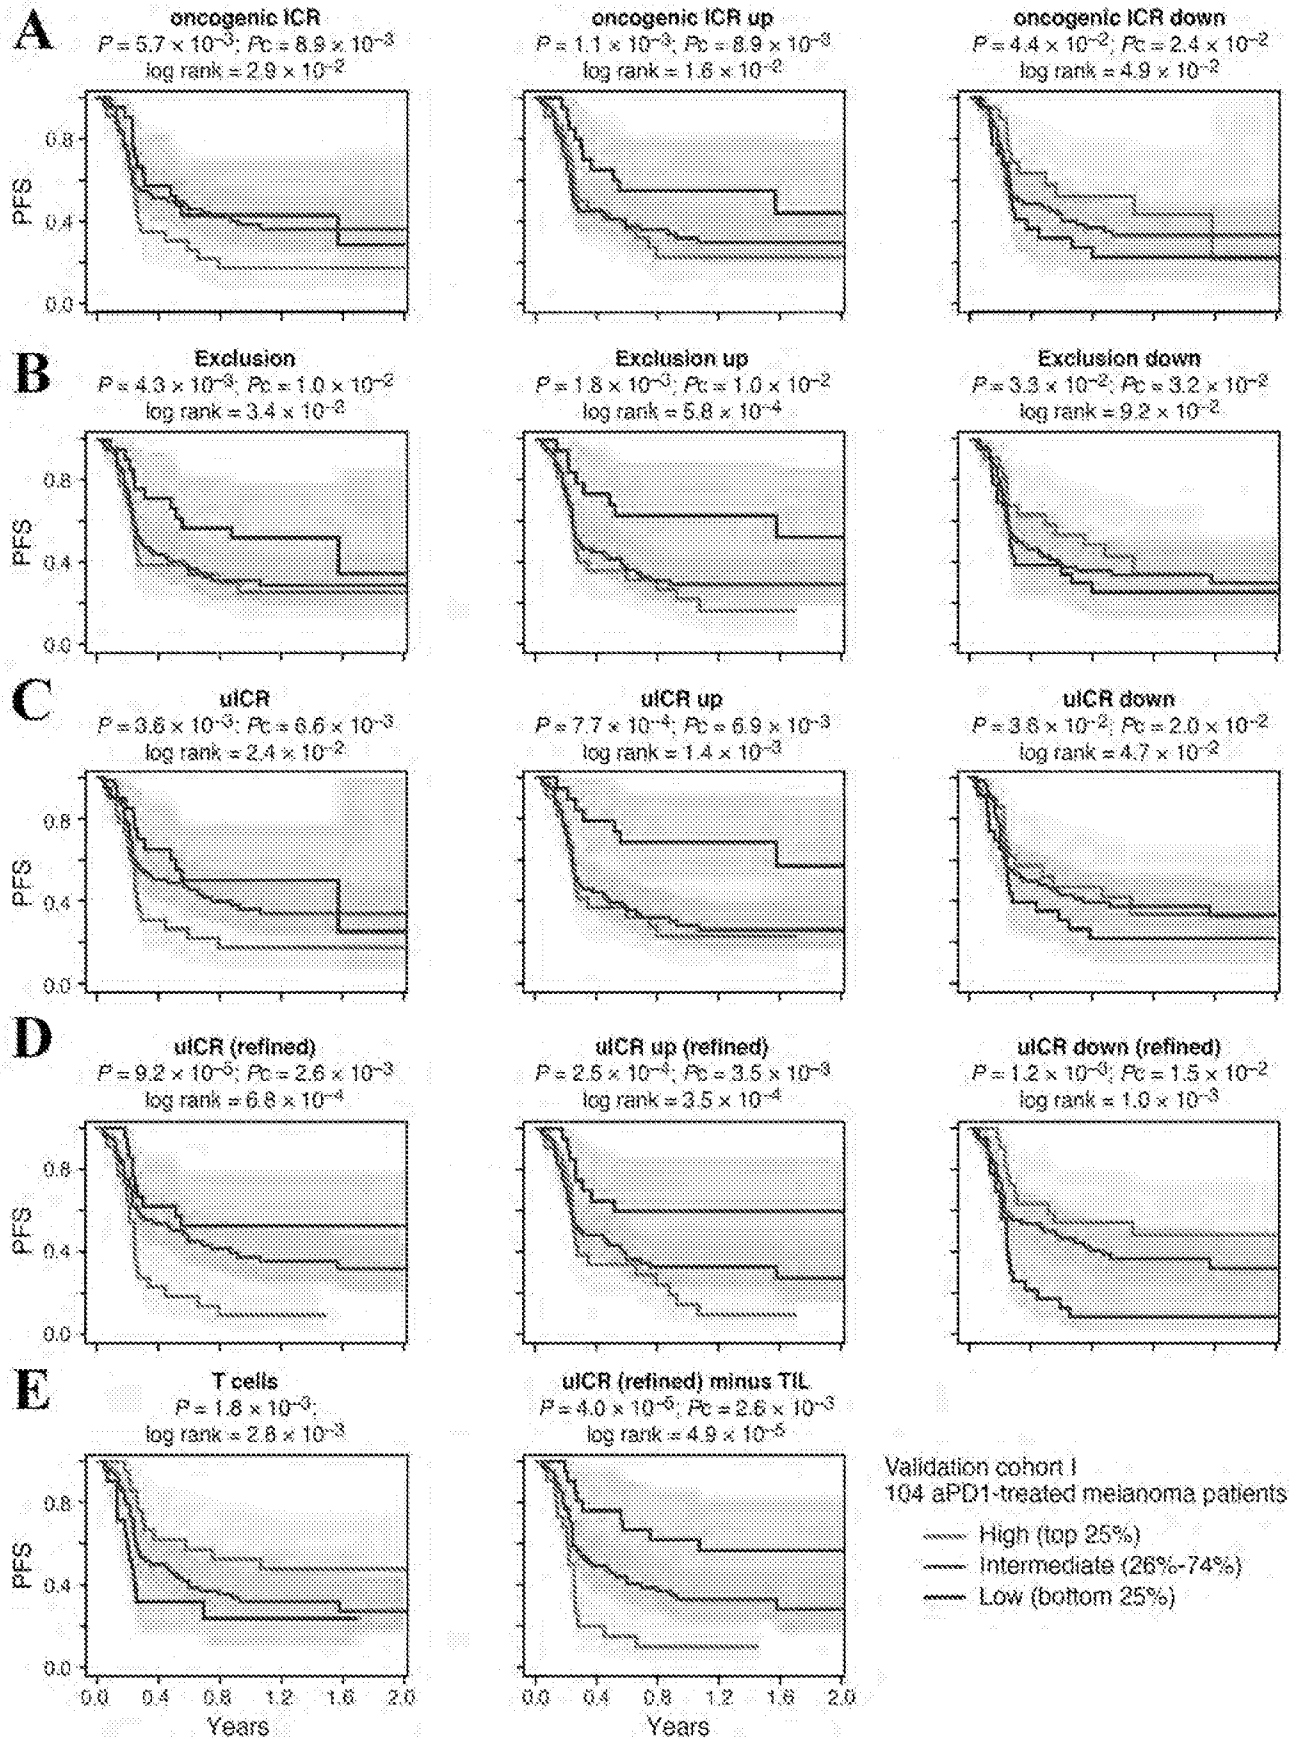 A
oncogenic ICR
P = 5.7 × 10−3; Pc = 8.9 × 10−3
log rank = 2.9 × 10−2
oncogenic ICR up
P = 1.1 × 10−3; Pc = 8.9 × 10−3
log rank = 1.8 × 10−2
oncogenic ICR down
P = 4.4 × 10−2; Pc = 2.4 × 10−2
log rank = 4.9 × 10−2
PFS
0.8
0.4
0.0
B
Exclusion
P = 4.3 × 10−3; Pc = 1.0 × 10−2
log rank = 3.4 × 10−2
Exclusion up
P = 1.8 × 10−3; Pc = 1.0 × 10−2
log rank = 5.8 × 10−4
Exclusion down
P = 3.3 × 10−2; Pc = 3.2 × 10−2
log rank = 9.2 × 10−2
PFS
0.8
0.4
0.0
C
uICR
P = 3.6 × 10−3; Pc = 6.6 × 10−3
log rank = 2.4 × 10−2
uICR up
P = 7.7 × 10−4; Pc = 6.9 × 10−3
log rank = 1.4 × 10−3
uICR down
P = 3.6 × 10−2; Pc = 2.0 × 10−2
log rank = 4.7 × 10−2
PFS
0.8
0.4
0.0
D
uICR (refined)
P = 9.2 × 10−5; Pc = 2.6 × 10−3
log rank = 6.8 × 10−4
uICR up (refined)
P = 2.5 × 10−4; Pc = 3.5 × 10−3
log rank = 3.5 × 10−4
uICR down (refined)
P = 1.2 × 10−3; Pc = 1.5 × 10−2
log rank = 1.0 × 10−3
PFS
0.8
0.4
0.0
E
T cells
P = 1.8 × 10−3;
log rank = 2.8 × 10−3
uICR (refined) minus TIL
P = 4.0 × 10−5; Pc = 2.6 × 10−3
log rank = 4.9 × 10−5
PFS
0.8
0.4
0.0
0.0 0.4 0.8 1.2 1.6 2.0
Years
0.0 0.4 0.8 1.2 1.6 2.0
Years
Validation cohort I
104 aPD1-treated melanoma patients
High (top 25%)
Intermediate (26%-74%)
Low (bottom 25%)